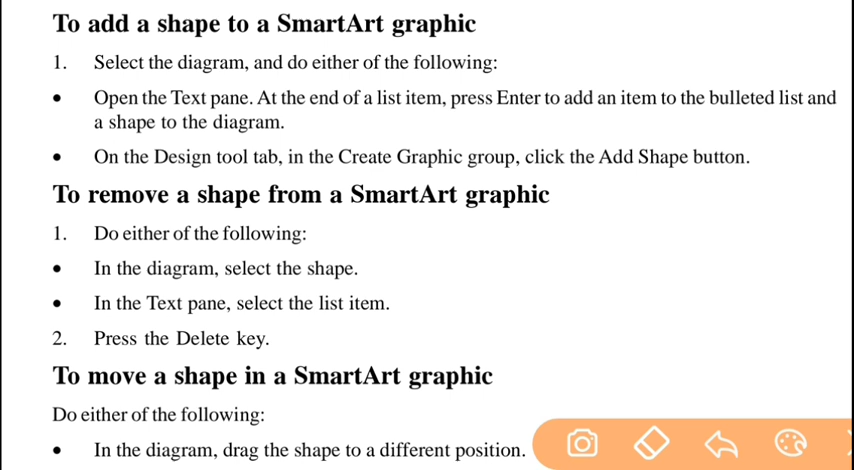 To add a shape to a SmartArt graphic
1. Select the diagram, and do either of the following:
• Open the Text pane. At the end of a list item, press Enter to add an item to the bulleted list and
a shape to the diagram.
• On the Design tool tab, in the Create Graphic group, click the Add Shape button.
To remove a shape from a SmartArt graphic
1. Do either of the following:
• In the diagram, select the shape.
• In the Text pane, select the list item.
2. Press the Delete key.
To move a shape in a SmartArt graphic
Do either of the following:
• In the diagram, drag the shape to a different position.